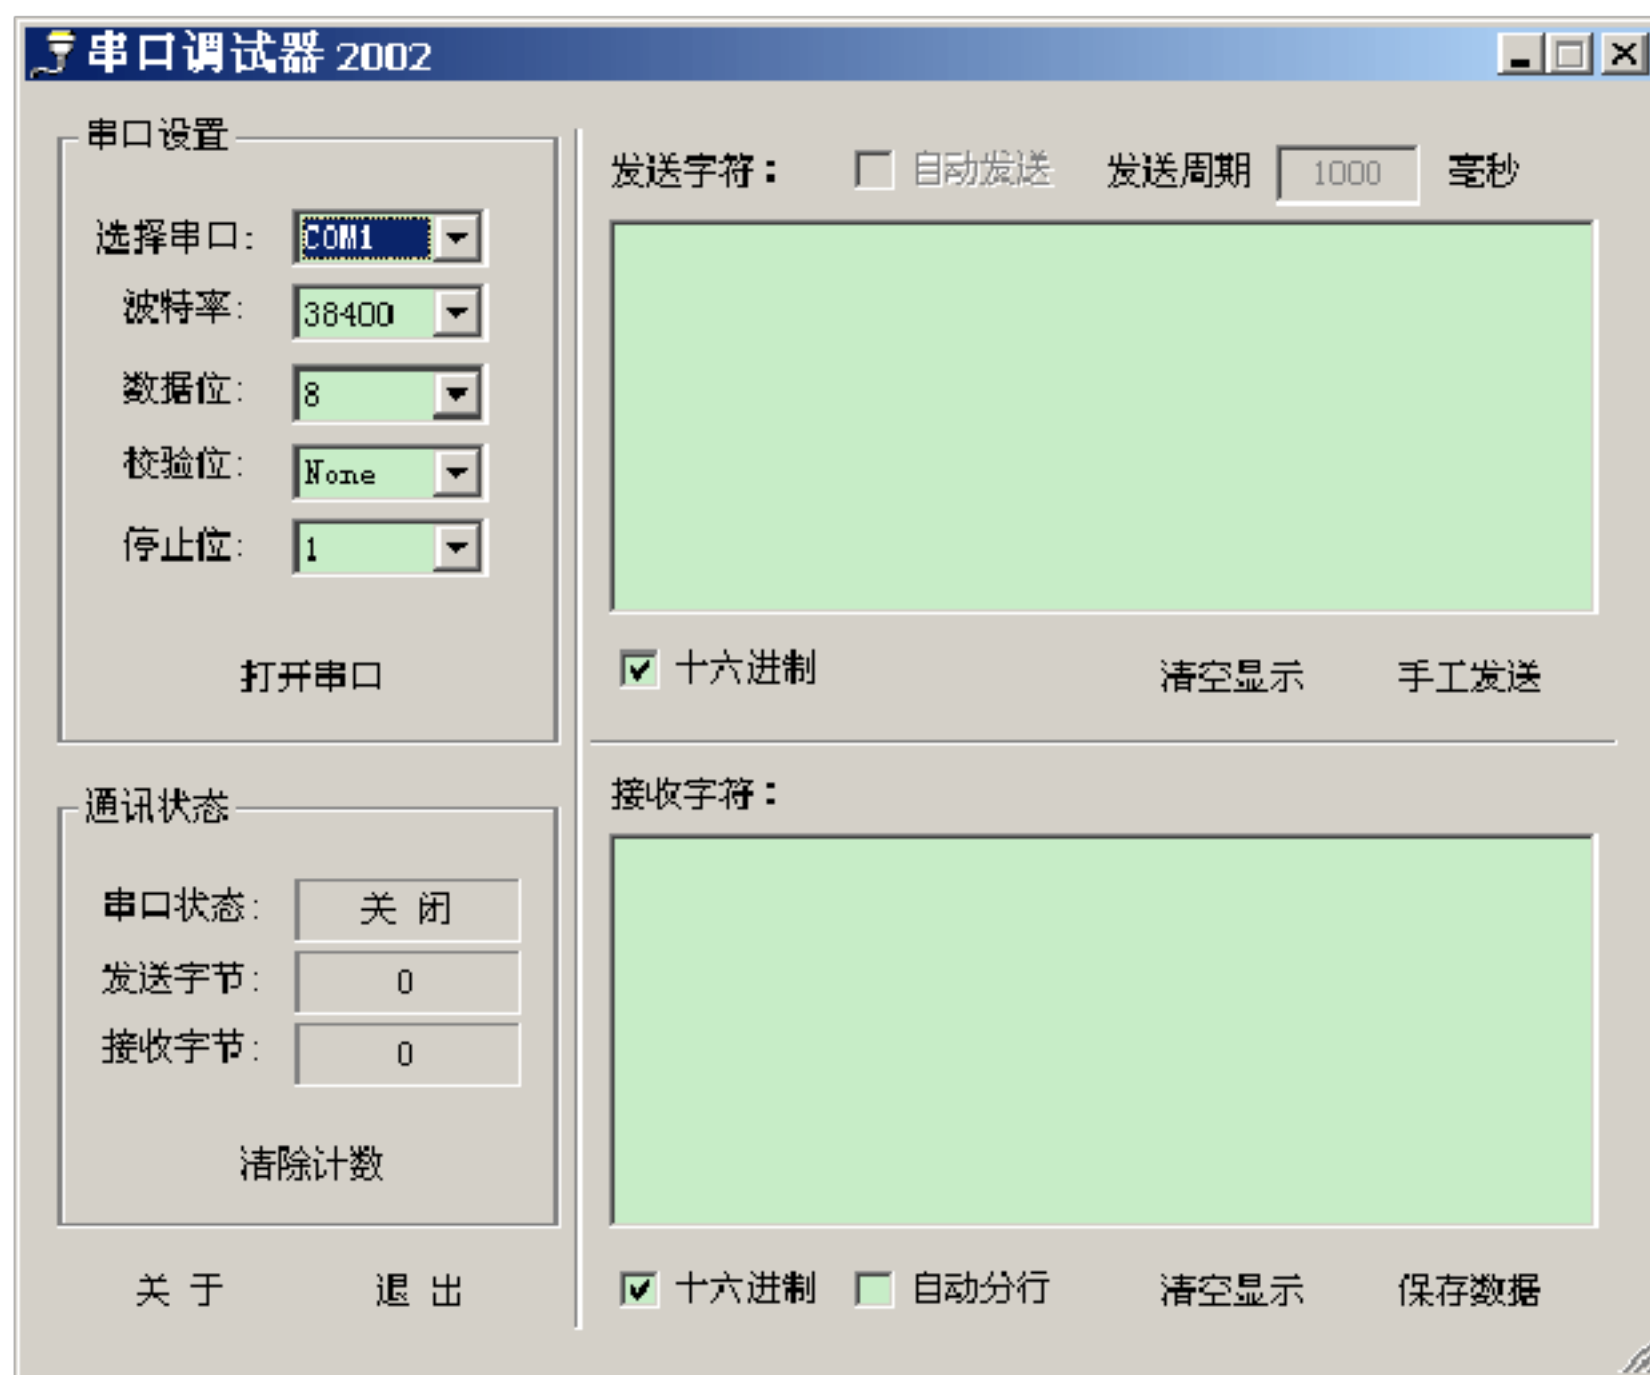 串口调试器 2002
串口设置
选择串口: COM1
波特率: 38400
数据位: 8
校验位: None
停止位: 1
打开串口
通讯状态
串口状态: 关 闭
发送字节: 0
接收字节: 0
清除计数
关 于 退 出
发送字符： 自动发送 发送周期 1000 毫秒
十六进制 清空显示 手工发送
接收字符：
十六进制 自动分行 清空显示 保存数据